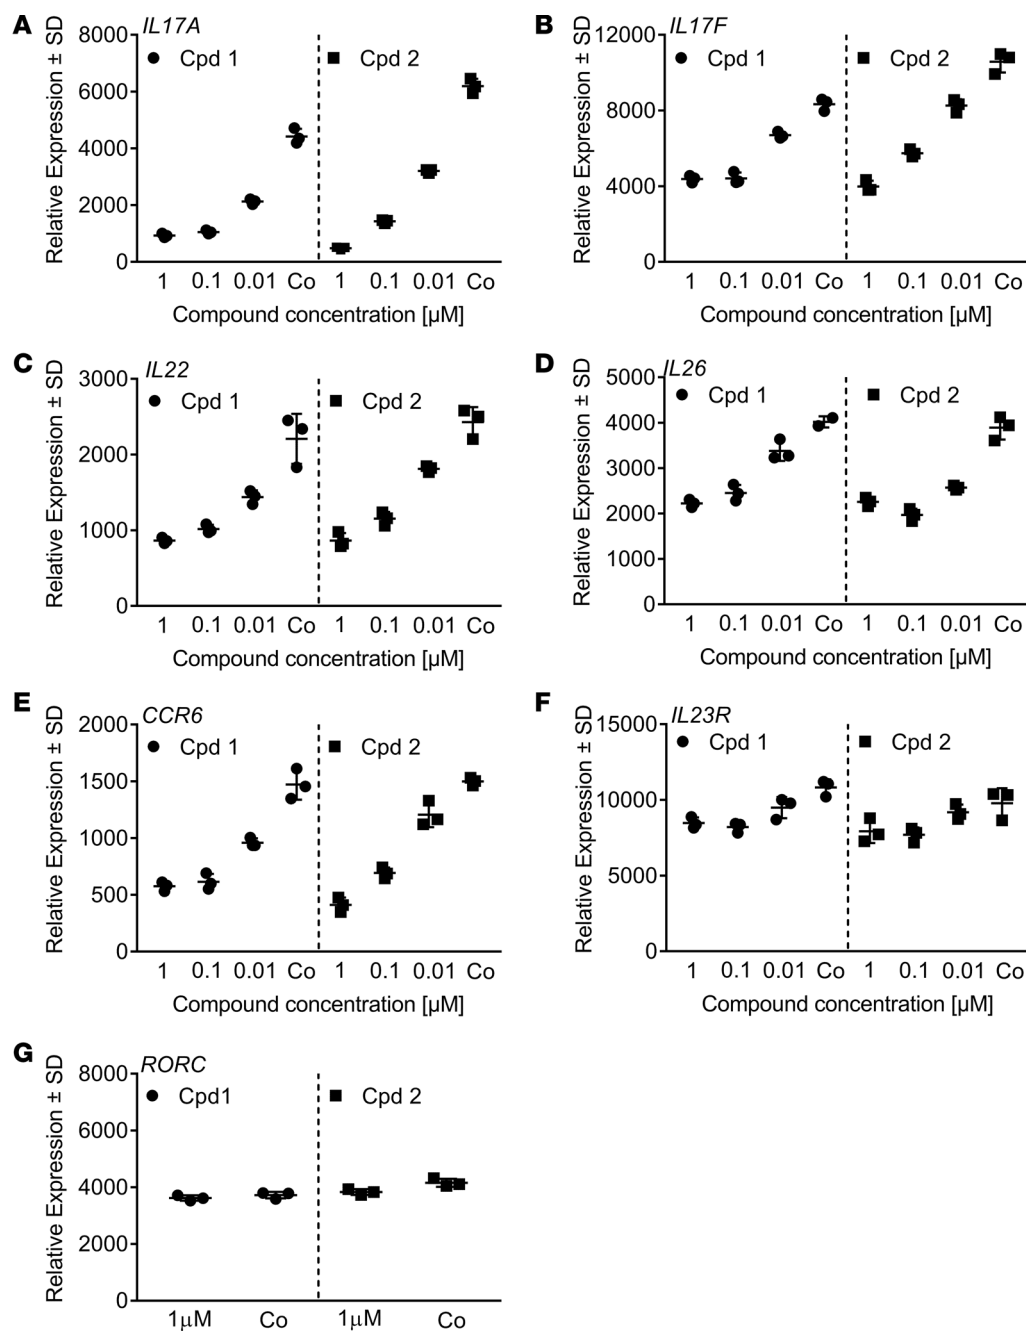 A IL17A
Relative Expression ± SD
8000
6000
4000
2000
0
Cpd 1 Cpd 2
1 0.1 0.01 Co 1 0.1 0.01 Co
Compound concentration [µM]
B IL17F
Relative Expression ± SD
12000
8000
4000
0
Cpd 1 Cpd 2
1 0.1 0.01 Co 1 0.1 0.01 Co
Compound concentration [µM]
C IL22
Relative Expression ± SD
3000
2000
1000
0
Cpd 1 Cpd 2
1 0.1 0.01 Co 1 0.1 0.01 Co
Compound concentration [µM]
D IL26
Relative Expression ± SD
5000
4000
3000
2000
1000
0
Cpd 1 Cpd 2
1 0.1 0.01 Co 1 0.1 0.01 Co
Compound concentration [µM]
E CCR6
Relative Expression ± SD
2000
1500
1000
500
0
Cpd 1 Cpd 2
1 0.1 0.01 Co 1 0.1 0.01 Co
Compound concentration [µM]
F IL23R
Relative Expression ± SD
15000
10000
5000
0
Cpd 1 Cpd 2
1 0.1 0.01 Co 1 0.1 0.01 Co
Compound concentration [µM]
G RORC
Relative Expression ± SD
8000
6000
4000
2000
0
Cpd1 Cpd 2
1µM Co 1µM Co